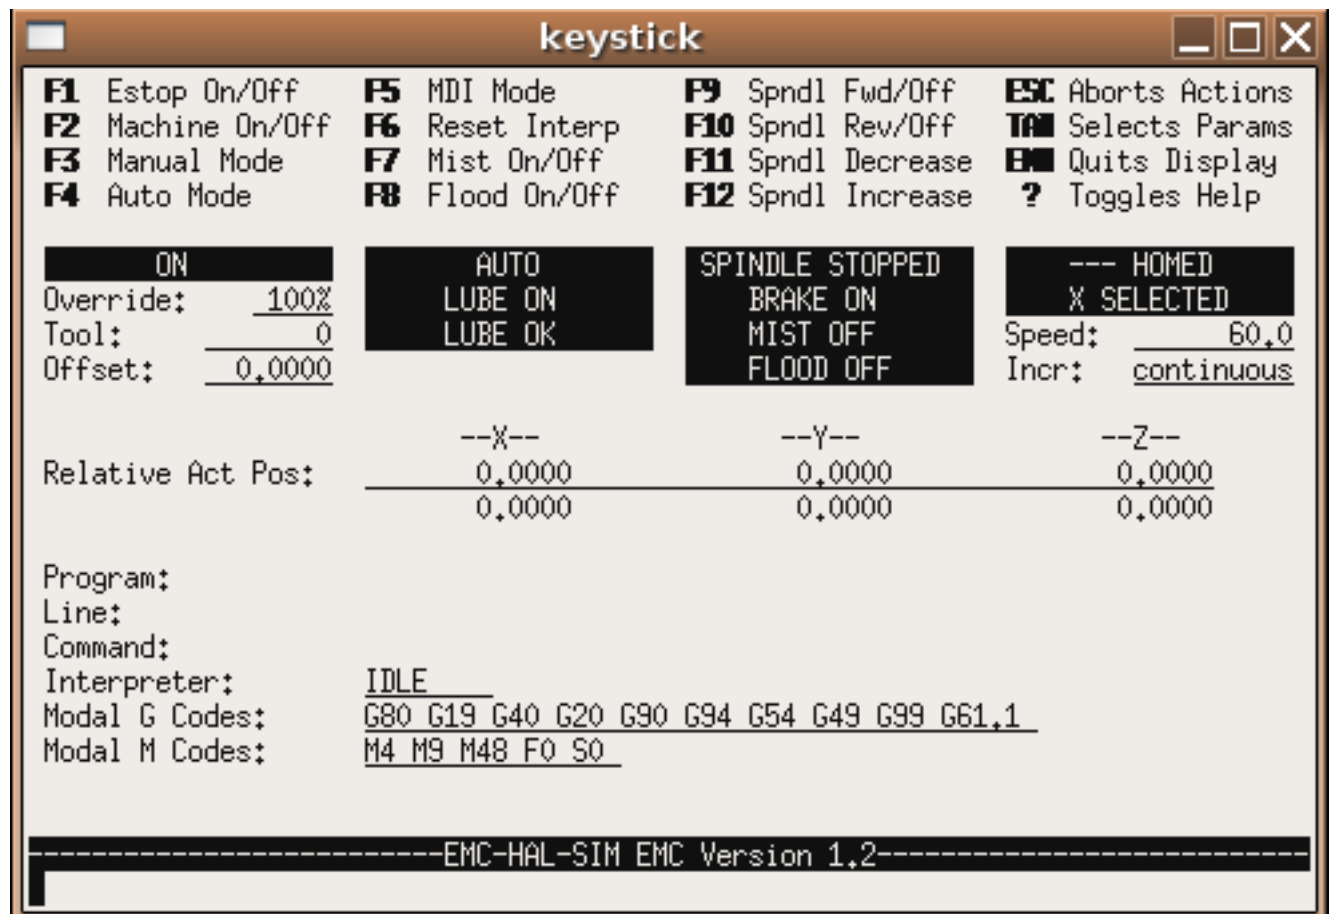 keystick
F1 Estop On/Off F5 MDI Mode F9 Spndl Fwd/Off ESC Aborts Actions
F2 Machine On/Off F6 Reset Interp F10 Spndl Rev/Off TAB Selects Params
F3 Manual Mode F7 Mist On/Off F11 Spndl Decrease END Quits Display
F4 Auto Mode F8 Flood On/Off F12 Spndl Increase ? Toggles Help
ON AUTO SPINDLE STOPPED --- HOMED
Override: 100% LUBE ON BRAKE ON X SELECTED
Tool: 0 LUBE OK MIST OFF Speed: 60.0
Offset: 0.0000 FLOOD OFF Incr: continuous
--X-- --Y-- --Z--
Relative Act Pos: 0.0000 0.0000 0.0000
0.0000 0.0000 0.0000
Program:
Line:
Command:
Interpreter: IDLE
Modal G Codes: G80 G19 G40 G20 G90 G94 G54 G49 G99 G61.1
Modal M Codes: M4 M9 M48 F0 S0
--------------------------EMC-HAL-SIM EMC Version 1.2---------------------------